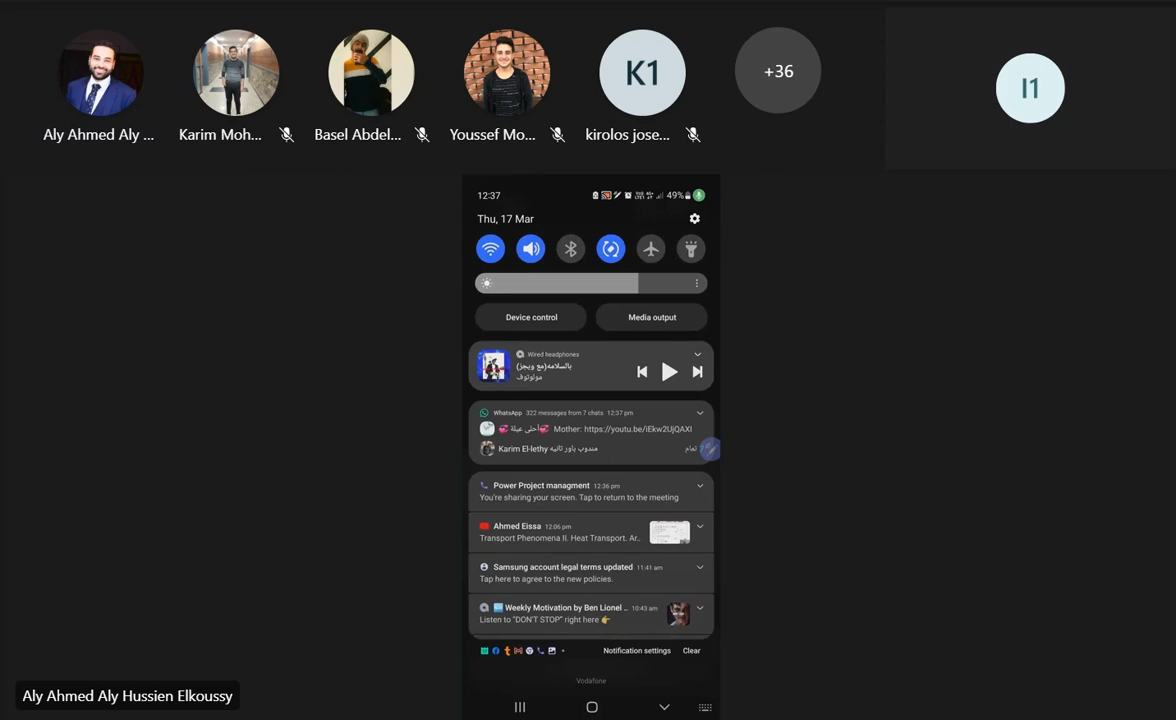 K1
+36
I1
Aly Ahmed Aly ...
Karim Moh...
Basel Abdel...
Youssef Mo...
kirolos jose...
12:37
49%
Thu, 17 Mar
Device control
Media output
Wired headphones
بالسلامه(مع ويجز)
مولوتوف
WhatsApp 322 messages from 7 chats 12:37 pm
💞أحلى عيلة💞 Mother: https://youtu.be/iEkw2UjQAXI
Karim El-lethy مندوب باور تانيه
تمام
Power Project managment 12:36 pm
You're sharing your screen. Tap to return to the meeting
Ahmed Eissa 12:06 pm
Transport Phenomena II. Heat Transport. Ar..
Samsung account legal terms updated 11:41 am
Tap here to agree to the new policies.
Weekly Motivation by Ben Lionel .. 10:43 am
Listen to "DON'T STOP" right here 👉
Notification settings
Clear
Vodafone
Aly Ahmed Aly Hussien Elkoussy